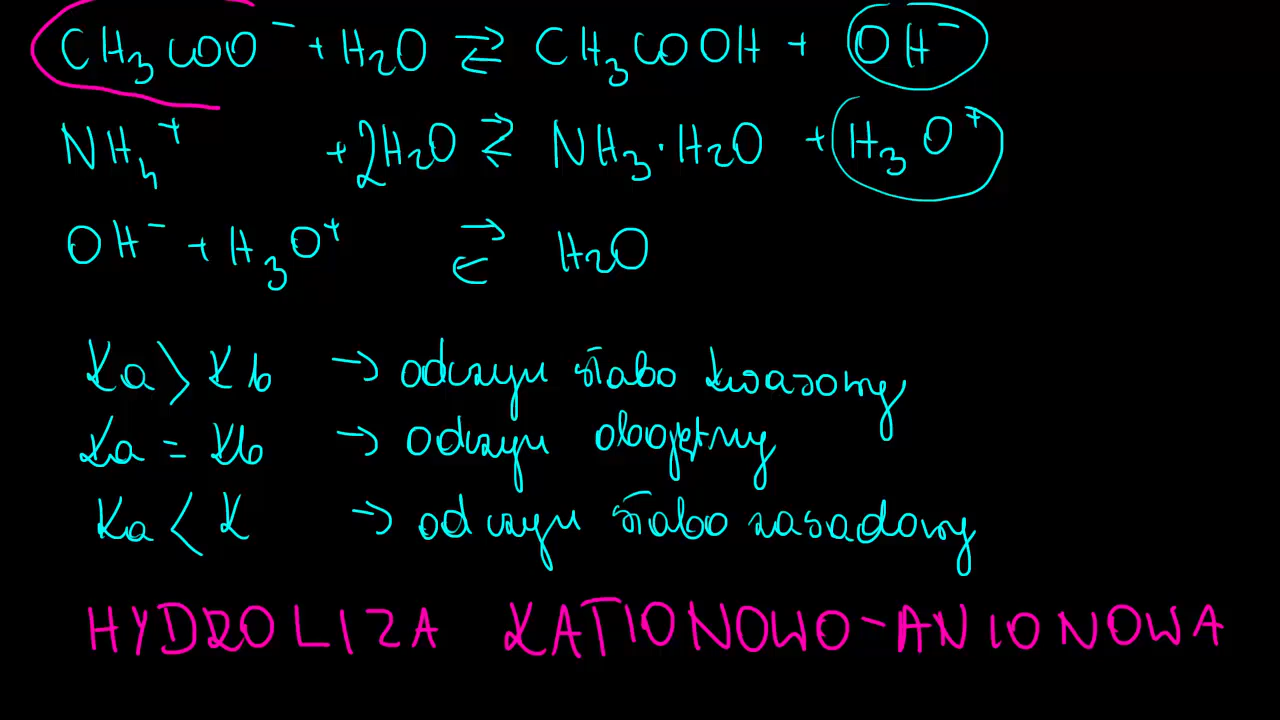 CH₃COO⁻ + H₂O ⇄ CH₃COOH + OH⁻
NH₄⁺ + 2H₂O ⇄ NH₃·H₂O + H₃O⁺
OH⁻ + H₃O⁺ ⇄ H₂O
Ka > Kb → odczyn słabo kwasowy
Ka = Kb → odczyn obojętny
Ka < K → odczyn słabo zasadowy
HYDROLIZA KATIONOWO-ANIONOWA